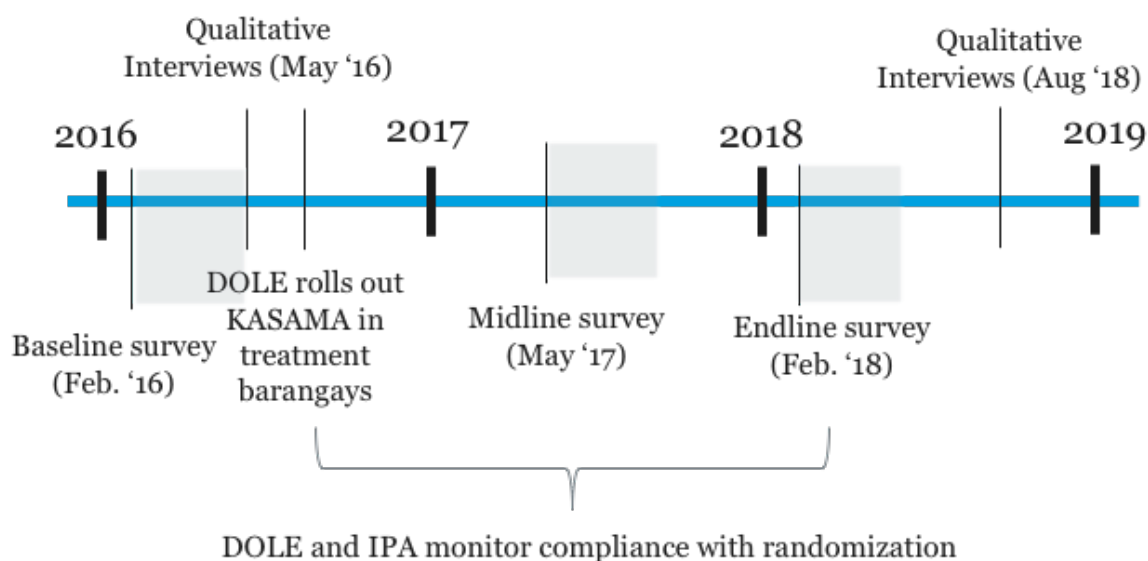 Qualitative
Interviews (May ‘16)
Qualitative
Interviews (Aug ‘18)
2016
2017
2018
2019
Baseline survey
(Feb. ‘16)
DOLE rolls out
KASAMA in
treatment
barangays
Midline survey
(May ‘17)
Endline survey
(Feb. ‘18)
DOLE and IPA monitor compliance with randomization